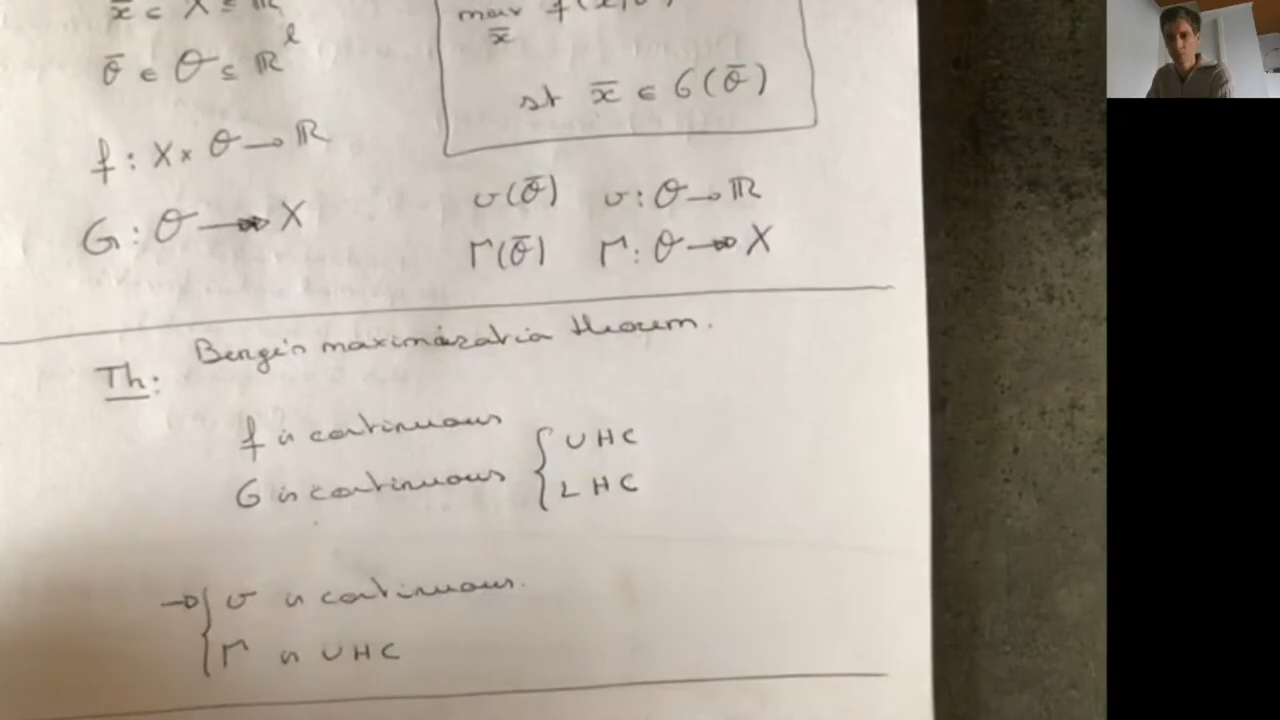 x̄ ∈ X ⊆ ℝ
θ̄ ∈ Θ ⊆ ℝ^ℓ
f : X × Θ → ℝ
G : Θ ↠ X
max f(x̄, θ̄)
x̄
st x̄ ∈ G(θ̄)
v(θ̄) v : Θ → ℝ
Γ(θ̄) Γ : Θ ↠ X
Th: Berge's maximization theorem.
f is continuous
G is continuous { UHC
LHC
→ { v is continuous.
Γ is UHC